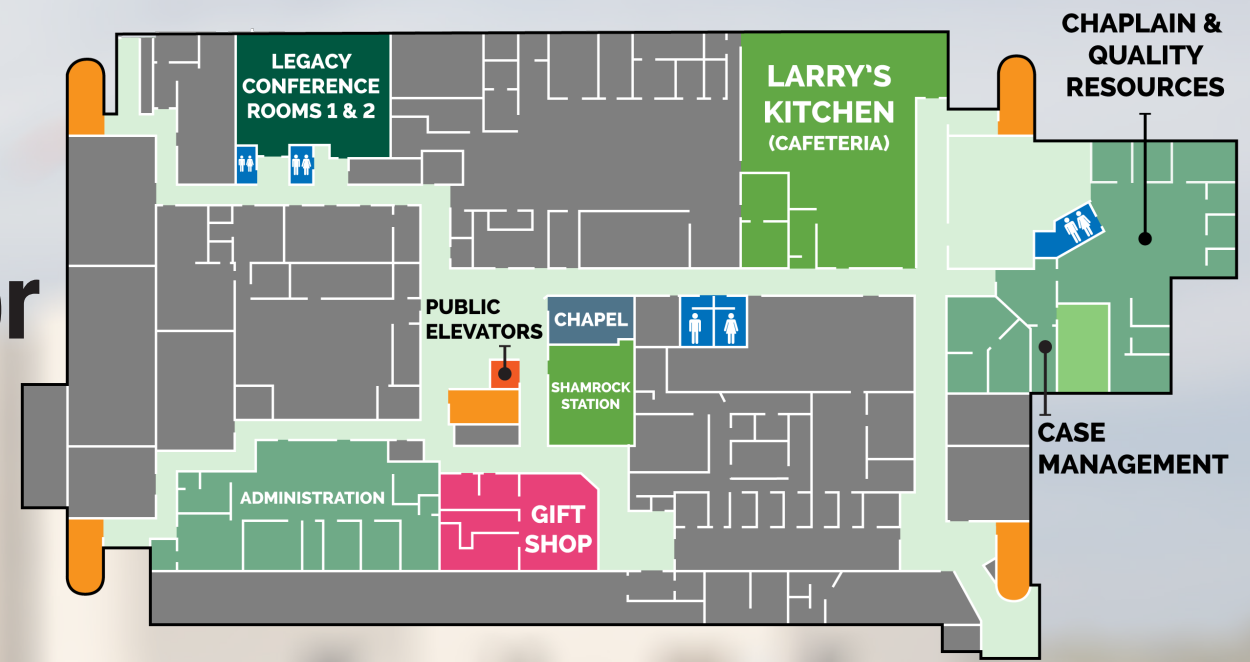 CHAPLAIN &
QUALITY
RESOURCES
LEGACY
CONFERENCE
ROOMS 1 & 2
LARRY'S
KITCHEN
(CAFETERIA)
r
PUBLIC
ELEVATORS
CHAPEL
SHAMROCK
STATION
CASE
MANAGEMENT
ADMINISTRATION
GIFT
SHOP